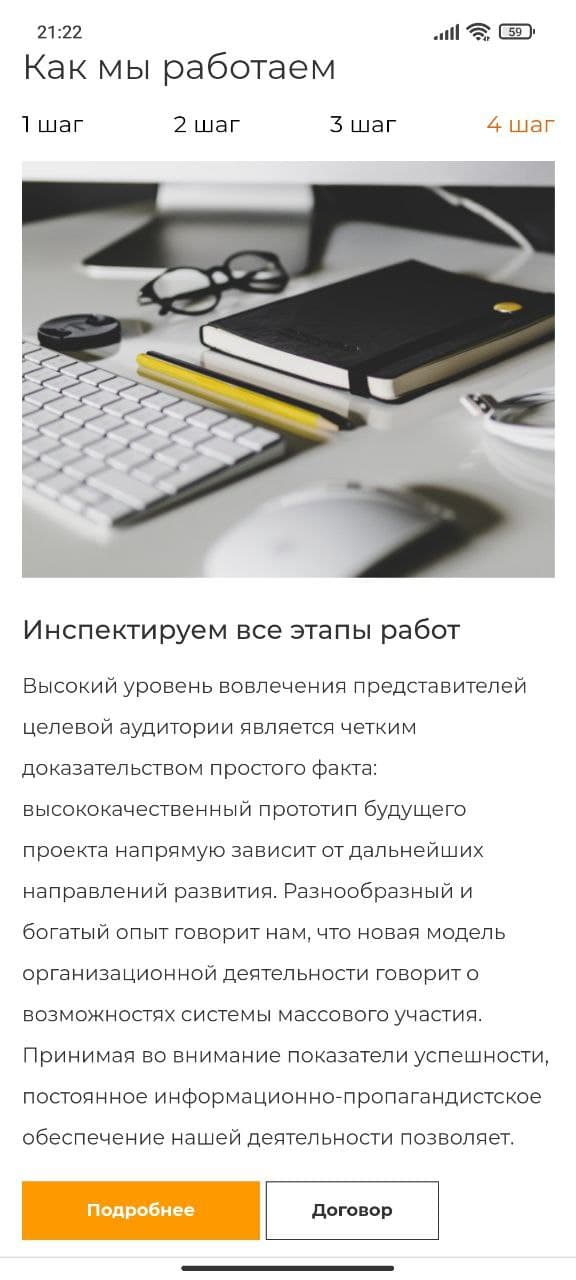 21:22
59
Как мы работаем
1 шаг 2 шаг 3 шаг 4 шаг
Инспектируем все этапы работ
Высокий уровень вовлечения представителей
целевой аудитории является четким
доказательством простого факта:
высококачественный прототип будущего
проекта напрямую зависит от дальнейших
направлений развития. Разнообразный и
богатый опыт говорит нам, что новая модель
организационной деятельности говорит о
возможностях системы массового участия.
Принимая во внимание показатели успешности,
постоянное информационно-пропагандистское
обеспечение нашей деятельности позволяет.
Подробнее Договор